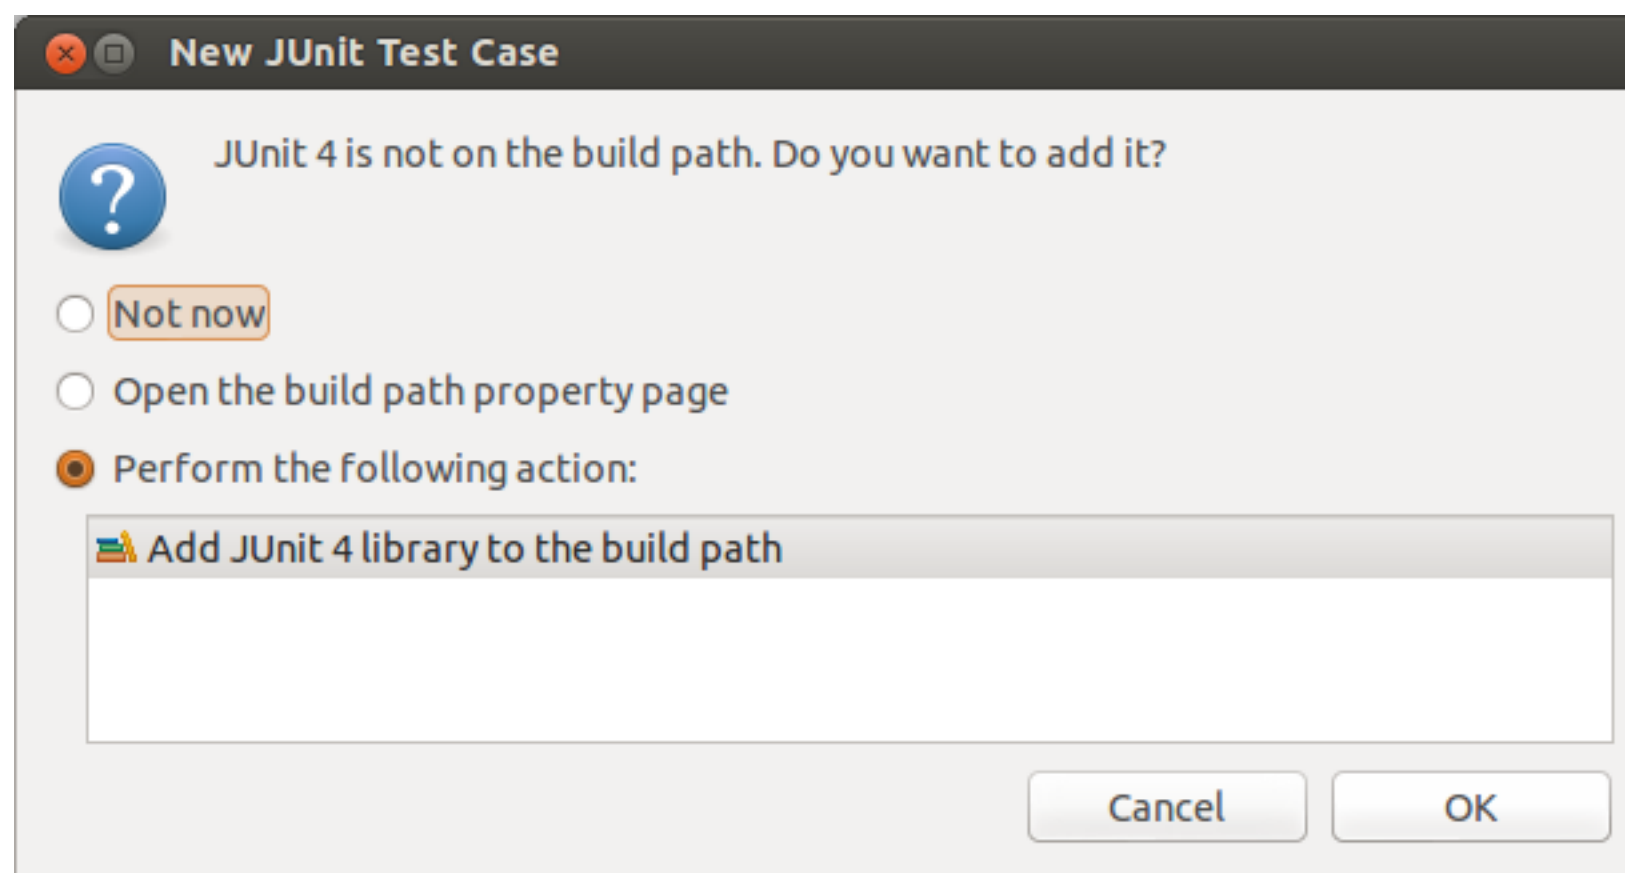 New JUnit Test Case
JUnit 4 is not on the build path. Do you want to add it?
Not now
Open the build path property page
Perform the following action:
Add JUnit 4 library to the build path
Cancel OK